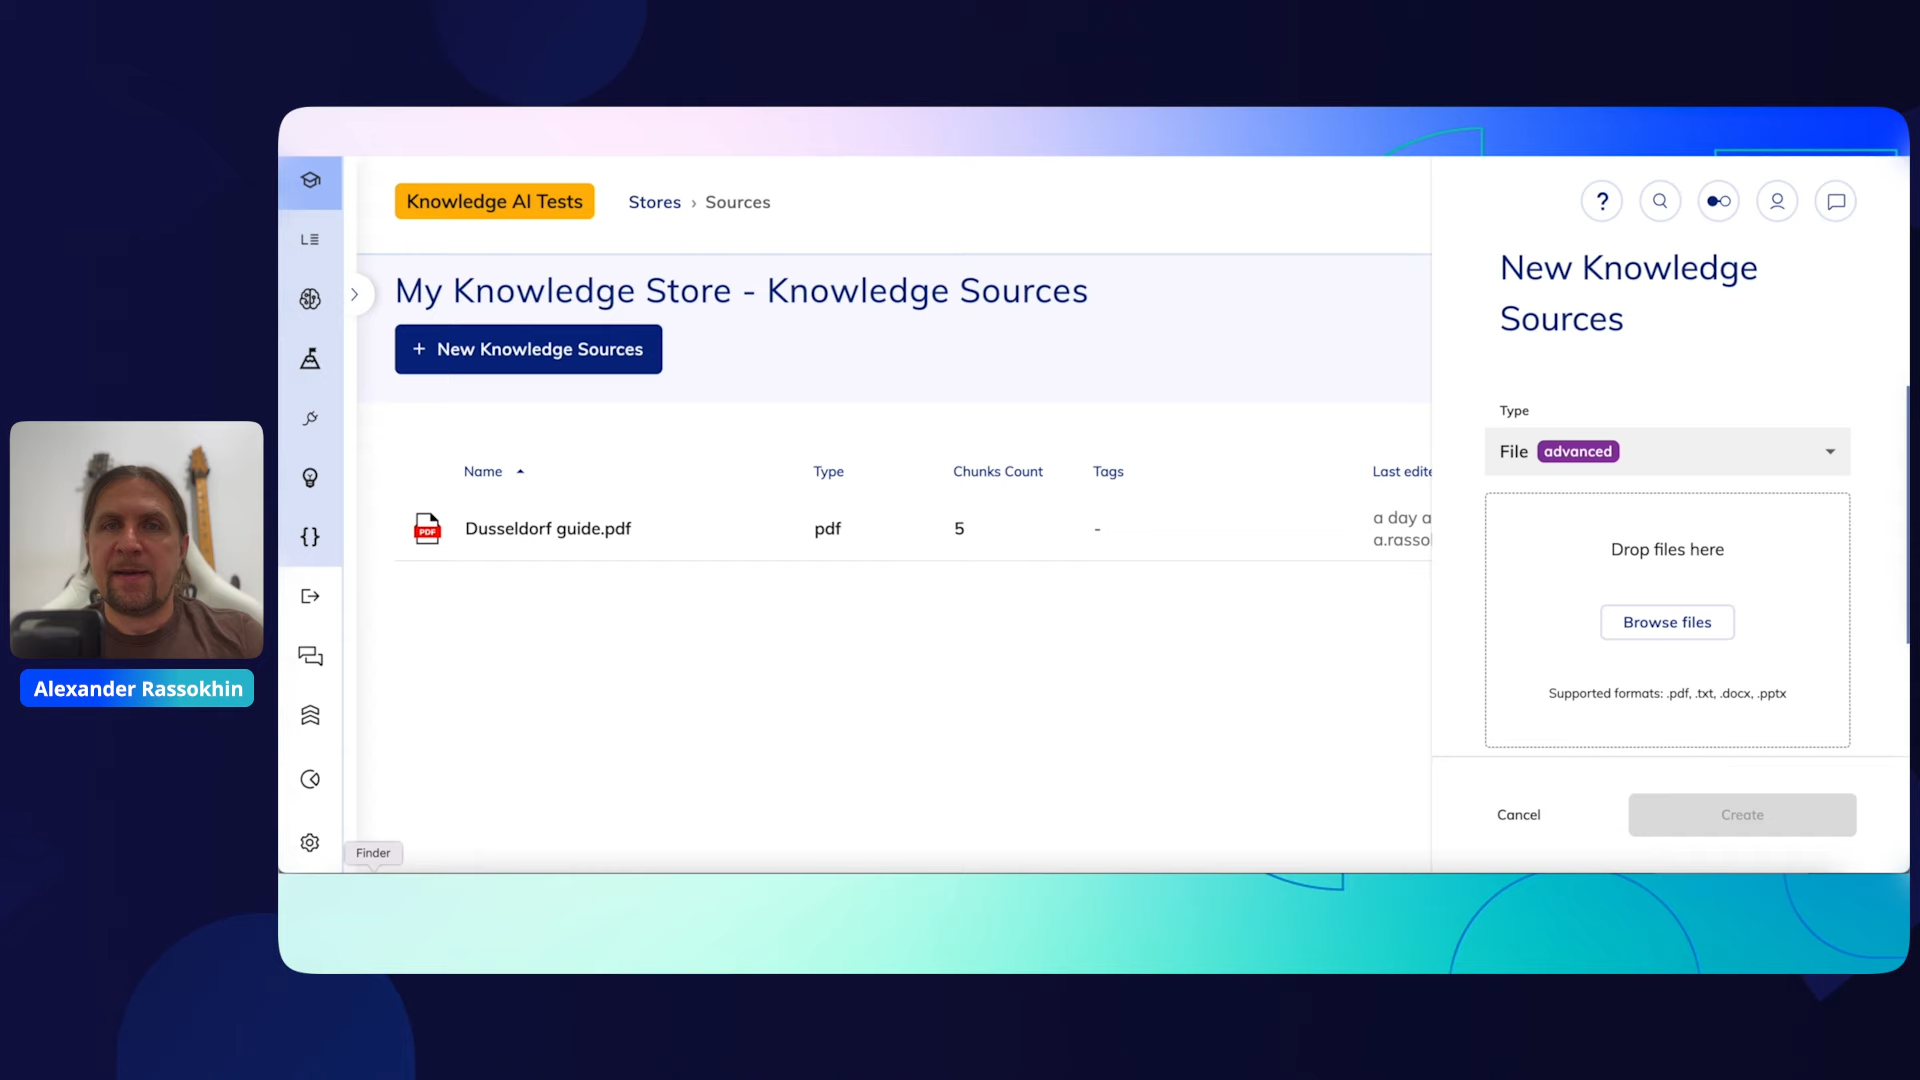 Knowledge AI Tests
Stores › Sources
My Knowledge Store - Knowledge Sources
+ New Knowledge Sources
Name Type Chunks Count Tags Last edite
PDF Dusseldorf guide.pdf pdf 5 - a day a
a.rasso
Finder
?
New Knowledge
Sources
Type
File advanced
Drop files here
Browse files
Supported formats: .pdf, .txt, .docx, .pptx
Cancel
Create
Alexander Rassokhin